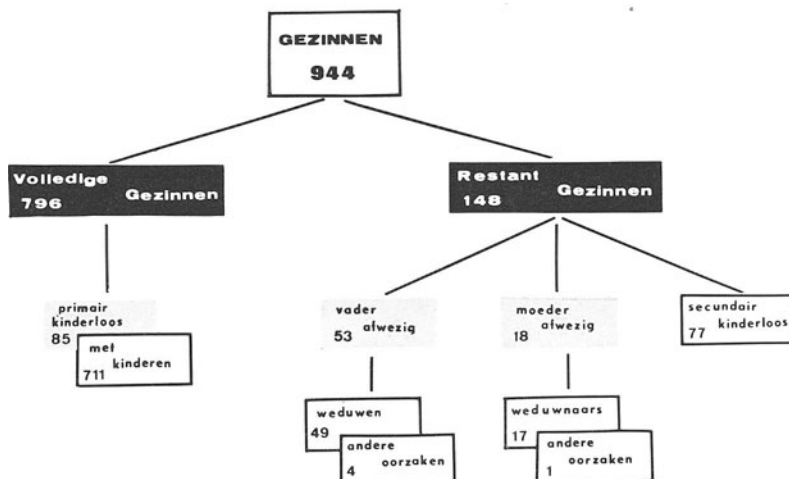 GEZINNEN
944
Volledige
796 Gezinnen
Restant
148 Gezinnen
primair
kinderloos
85
met
kinderen
711
vader
afwezig
53
moeder
afwezig
18
secundair
kinderloos
77
weduwen
49
andere
oorzaken
4
weduwnaars
17
andere
oorzaken
1